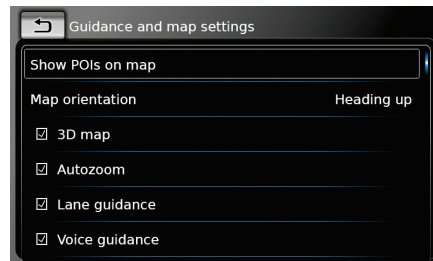 Guidance and map settings
Show POIs on map
Map orientation Heading up
3D map
Autozoom
Lane guidance
Voice guidance